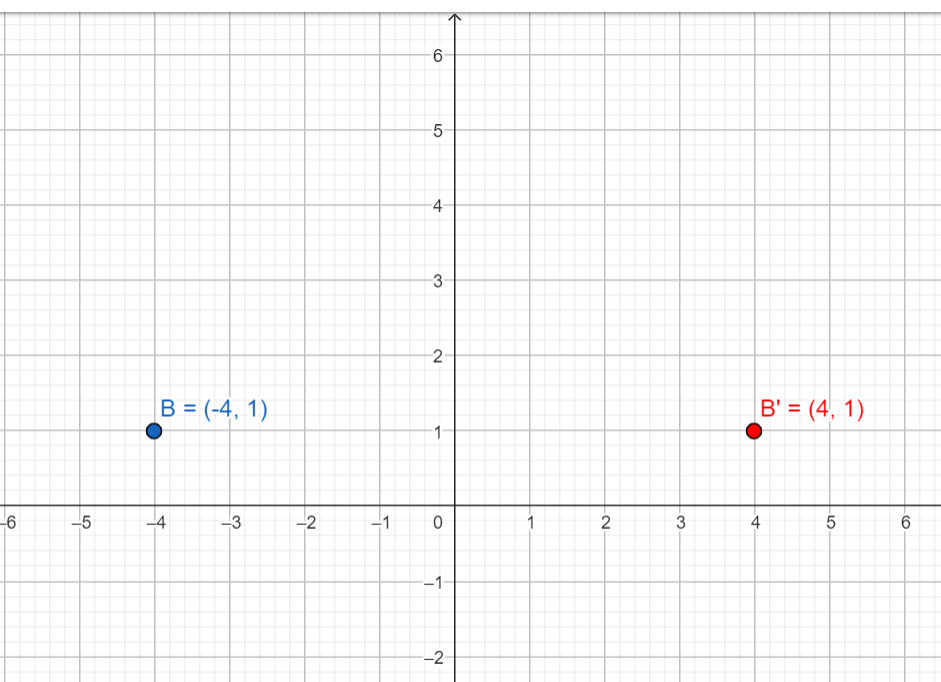 6
5
4
3
2
B = (-4, 1)
B' = (4, 1)
1
–6 –5 –4 –3 –2 –1 0 1 2 3 4 5 6
–1
–2